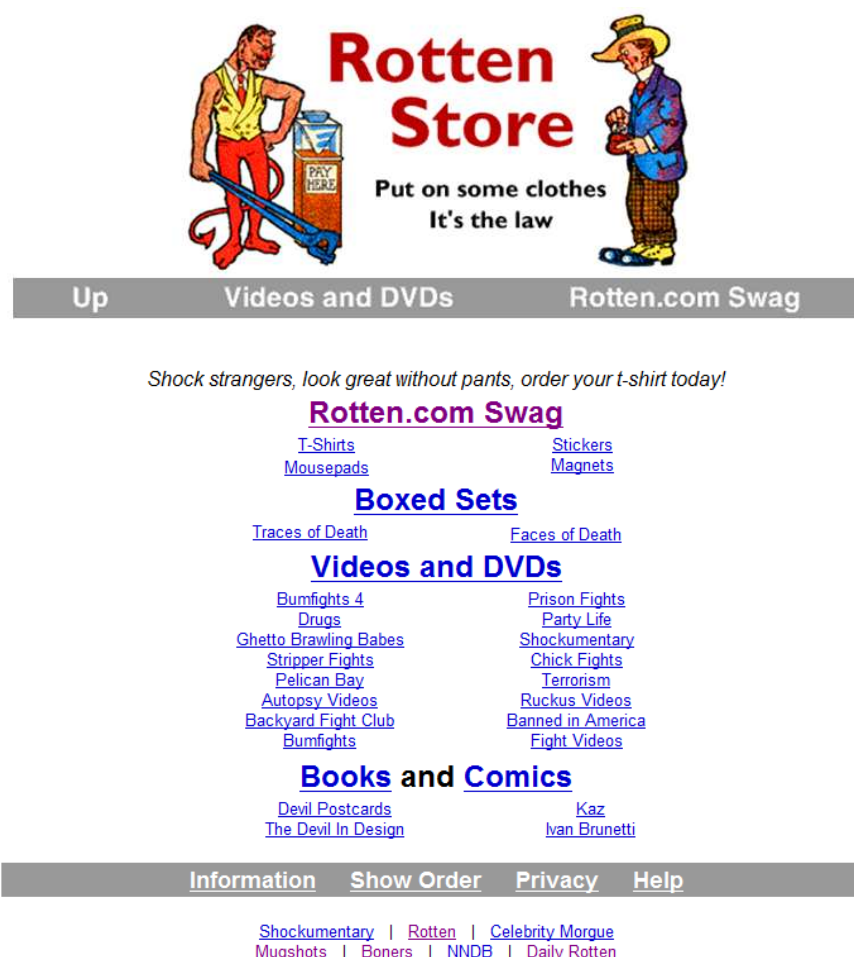 Rotten
Store
PAY
HERE
Put on some clothes
It's the law
Up Videos and DVDs Rotten.com Swag
Shock strangers, look great without pants, order your t-shirt today!
Rotten.com Swag
T-Shirts Stickers
Mousepads Magnets
Boxed Sets
Traces of Death Faces of Death
Videos and DVDs
Bumfights 4 Prison Fights
Drugs Party Life
Ghetto Brawling Babes Shockumentary
Stripper Fights Chick Fights
Pelican Bay Terrorism
Autopsy Videos Ruckus Videos
Backyard Fight Club Banned in America
Bumfights Fight Videos
Books and Comics
Devil Postcards Kaz
The Devil In Design Ivan Brunetti
Information Show Order Privacy Help
Shockumentary | Rotten | Celebrity Morgue
Mugshots | Boners | NNDB | Daily Rotten